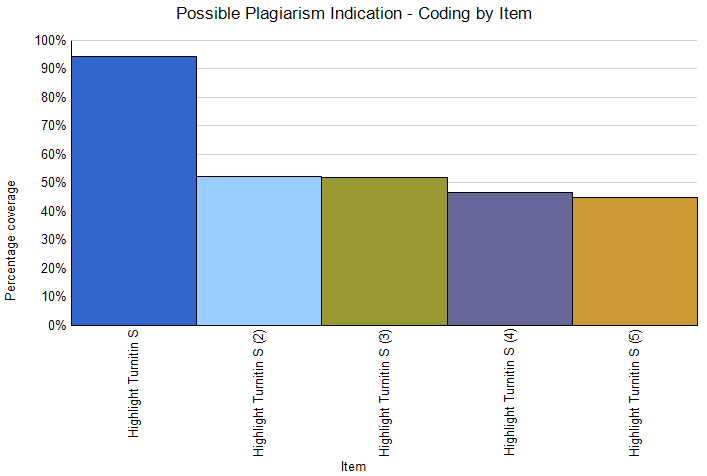 Possible Plagiarism Indication - Coding by Item
100%
90%
80%
70%
60%
50%
40%
30%
20%
10%
0%
Percentage coverage
Highlight Turnitin S
Highlight Turnitin S (2)
Highlight Turnitin S (3)
Highlight Turnitin S (4)
Highlight Turnitin S (5)
Item